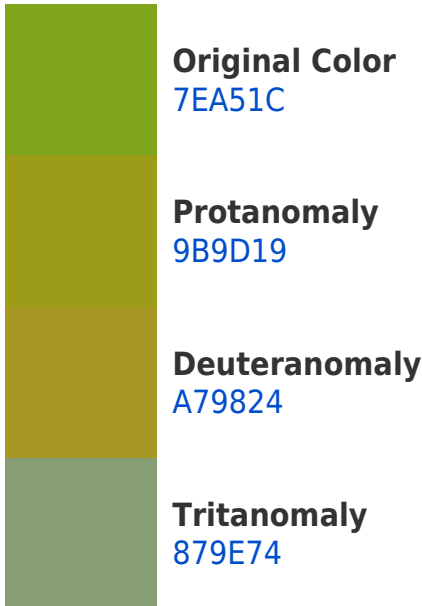 Original Color
7EA51C
Protanomaly
9B9D19
Deuteranomaly
A79824
Tritanomaly
879E74